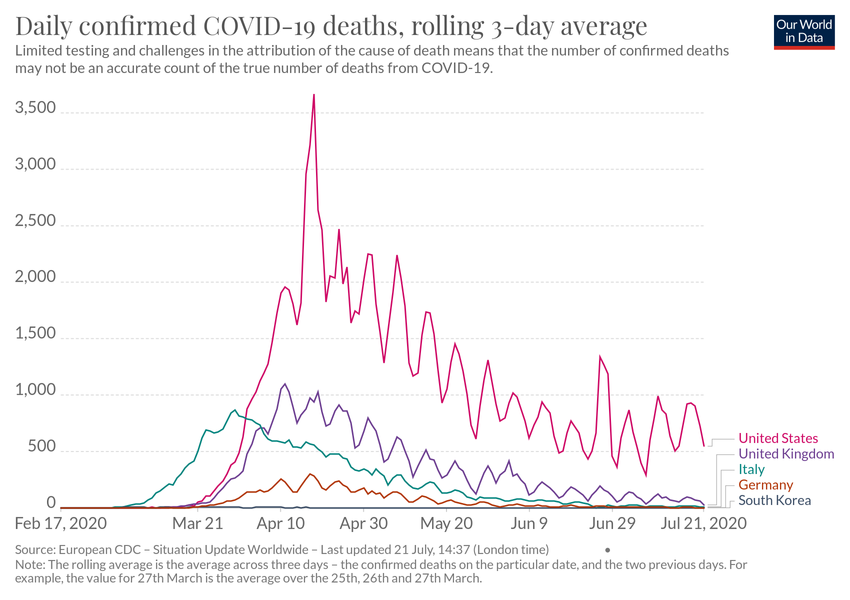 Daily confirmed COVID-19 deaths, rolling 3-day average
Our World
in Data
Limited testing and challenges in the attribution of the cause of death means that the number of confirmed deaths
may not be an accurate count of the true number of deaths from COVID-19.
3,500
3,000
2,500
2,000
1,500
1,000
500
0
United States
United Kingdom
Italy
Germany
South Korea
Feb 17, 2020
Mar 21
Apr 10
Apr 30
May 20
Jun 9
Jun 29
Jul 21, 2020
Source: European CDC – Situation Update Worldwide – Last updated 21 July, 14:37 (London time)
Note: The rolling average is the average across three days – the confirmed deaths on the particular date, and the two previous days. For
example, the value for 27th March is the average over the 25th, 26th and 27th March.